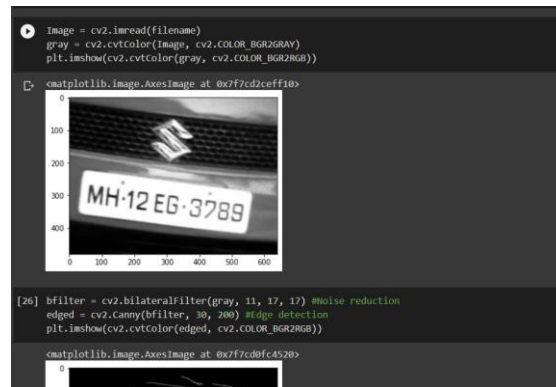 Image = cv2.imread(filename)
gray = cv2.cvtColor(Image, cv2.COLOR_BGR2GRAY)
plt.imshow(cv2.cvtColor(gray, cv2.COLOR_BGR2RGB))
<matplotlib.image.AxesImage at 0x7f7cd2ceff10>
0
100
200
300
400
MH·12 EG·3789
0 100 200 300 400 500 600
[26] bfilter = cv2.bilateralFilter(gray, 11, 17, 17) #Noise reduction
edged = cv2.Canny(bfilter, 30, 200) #Edge detection
plt.imshow(cv2.cvtColor(edged, cv2.COLOR_BGR2RGB))
<matplotlib.image.AxesImage at 0x7f7cd0fc4520>
0